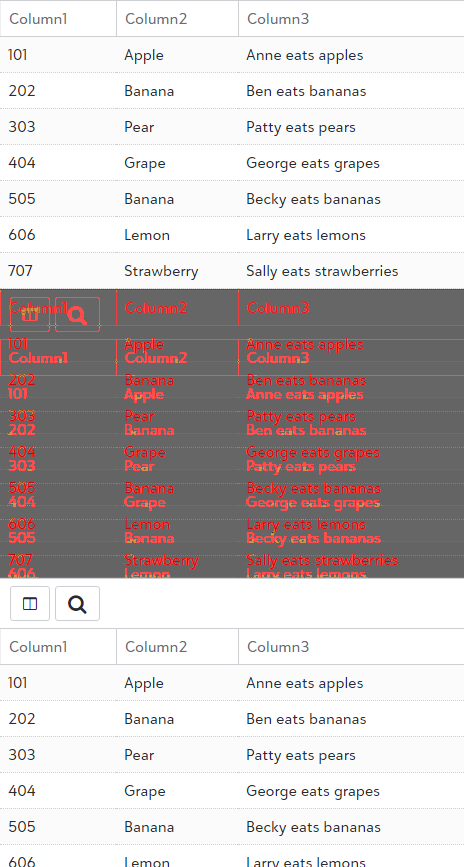 Column1 Column2 Column3
101 Apple Anne eats apples
202 Banana Ben eats bananas
303 Pear Patty eats pears
404 Grape George eats grapes
505 Banana Becky eats bananas
606 Lemon Larry eats lemons
707 Strawberry Sally eats strawberries
Column1 Column2 Column3
101 Apple Anne eats apples
Column1 Column2 Column3
202 Banana Ben eats bananas
101 Apple Anne eats apples
303 Pear Patty eats pears
202 Banana Ben eats bananas
404 Grape George eats grapes
303 Pear Patty eats pears
505 Banana Becky eats bananas
404 Grape George eats grapes
606 Lemon Larry eats lemons
505 Banana Becky eats bananas
707 Strawberry Sally eats strawberries
606 Lemon Larry eats lemons
Column1 Column2 Column3
101 Apple Anne eats apples
202 Banana Ben eats bananas
303 Pear Patty eats pears
404 Grape George eats grapes
505 Banana Becky eats bananas
606 Lemon Larry eats lemons